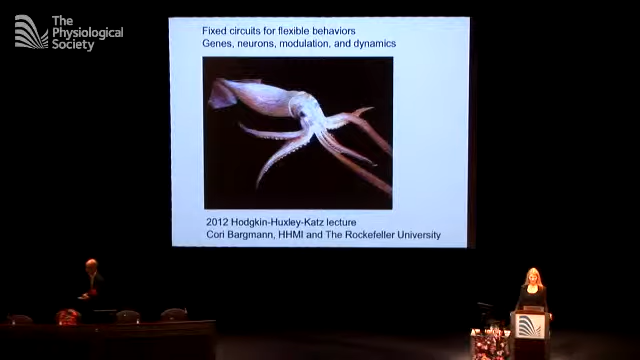 The
Physiological
Society
Fixed circuits for flexible behaviors
Genes, neurons, modulation, and dynamics
2012 Hodgkin-Huxley-Katz lecture
Cori Bargmann, HHMI and The Rockefeller University